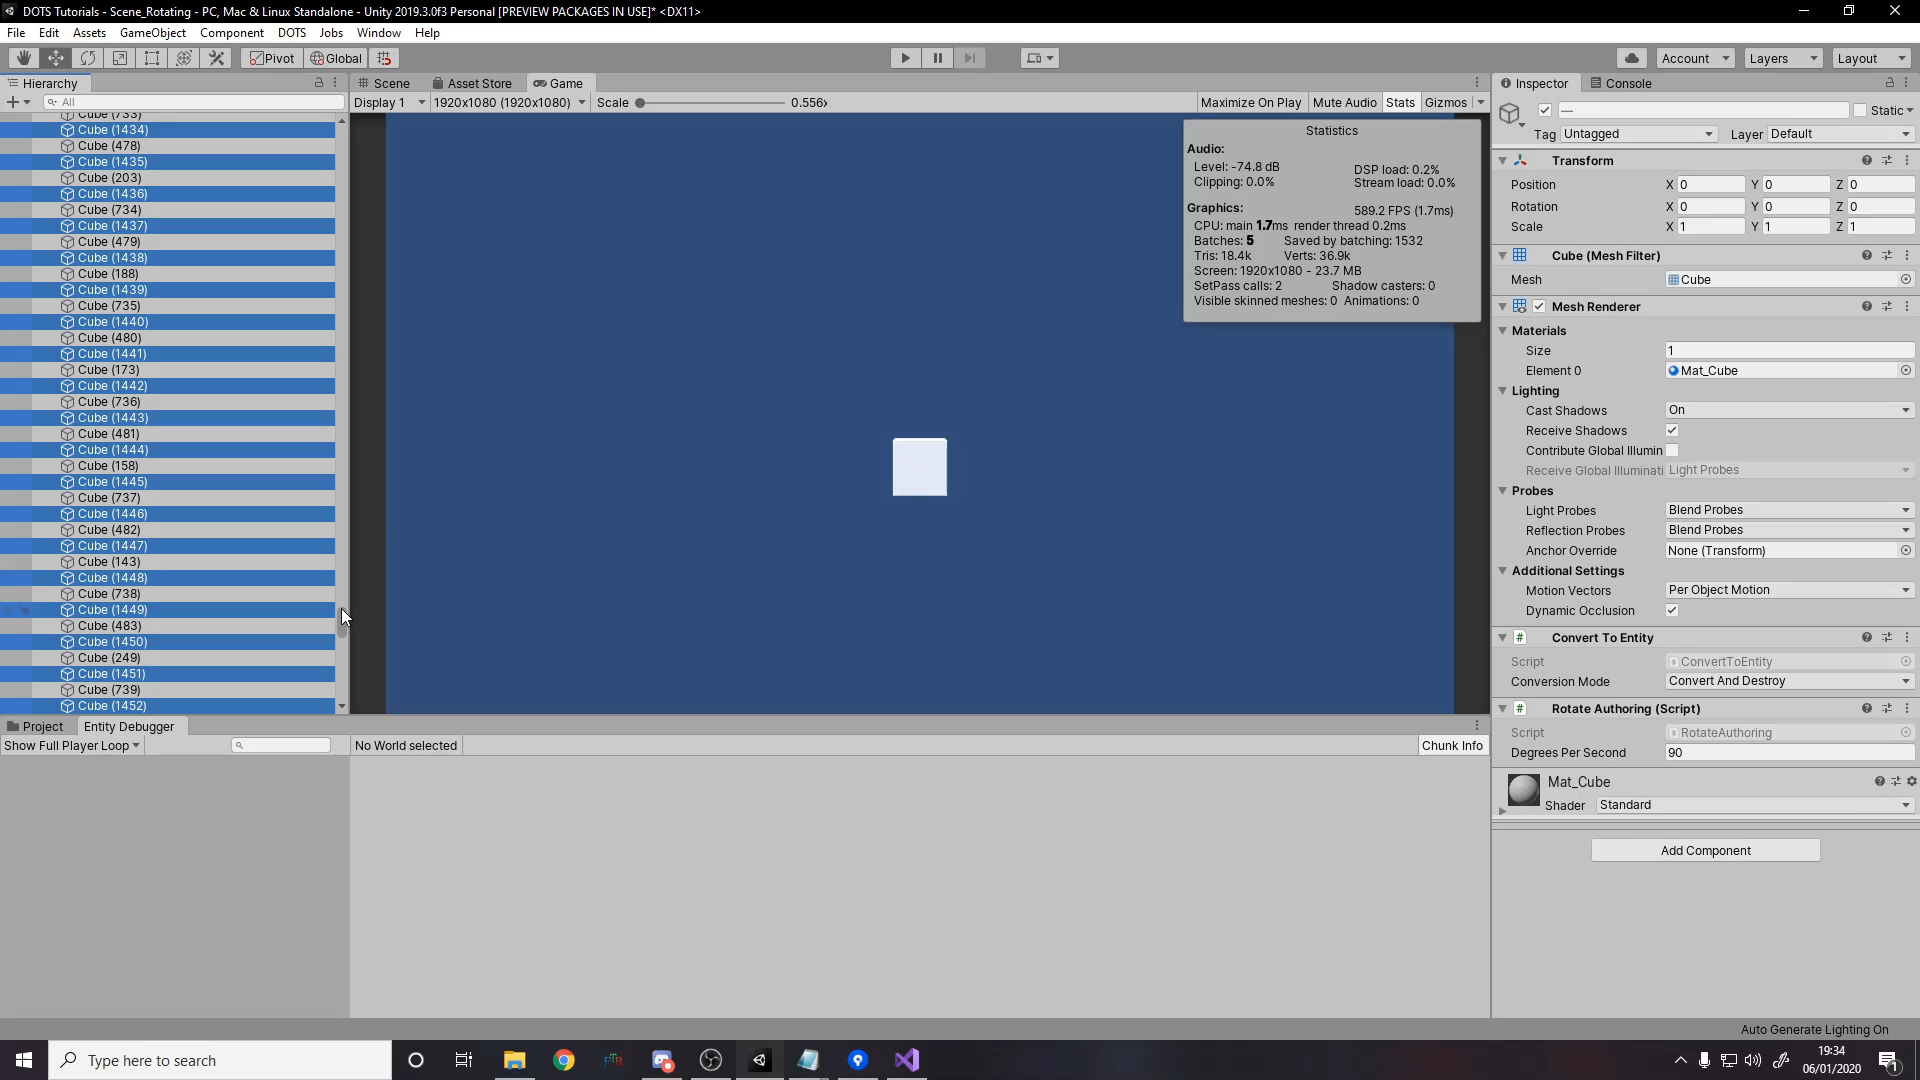 DOTS Tutorials - Scene_Rotating - PC, Mac & Linux Standalone - Unity 2019.3.0f3 Personal [PREVIEW PACKAGES IN USE]* <DX11>
File Edit Assets GameObject Component DOTS Jobs Window Help
Pivot Global Account Layers Layout
Hierarchy
All
Cube (733)
Cube (1434)
Cube (478)
Cube (1435)
Cube (203)
Cube (1436)
Cube (734)
Cube (1437)
Cube (479)
Cube (1438)
Cube (188)
Cube (1439)
Cube (735)
Cube (1440)
Cube (480)
Cube (1441)
Cube (173)
Cube (1442)
Cube (736)
Cube (1443)
Cube (481)
Cube (1444)
Cube (158)
Cube (1445)
Cube (737)
Cube (1446)
Cube (482)
Cube (1447)
Cube (143)
Cube (1448)
Cube (738)
Cube (1449)
Cube (483)
Cube (1450)
Cube (249)
Cube (1451)
Cube (739)
Cube (1452)
Scene Asset Store Game
Display 1 1920x1080 (1920x1080) Scale 0.556x Maximize On Play Mute Audio Stats Gizmos
Statistics
Audio:
Level: -74.8 dB DSP load: 0.2%
Clipping: 0.0% Stream load: 0.0%
Graphics: 589.2 FPS (1.7ms)
CPU: main 1.7ms render thread 0.2ms
Batches: 5 Saved by batching: 1532
Tris: 18.4k Verts: 36.9k
Screen: 1920x1080 - 23.7 MB
SetPass calls: 2 Shadow casters: 0
Visible skinned meshes: 0 Animations: 0
Inspector Console
— Static
Tag Untagged Layer Default
Transform
Position X 0 Y 0 Z 0
Rotation X 0 Y 0 Z 0
Scale X 1 Y 1 Z 1
Cube (Mesh Filter)
Mesh Cube
Mesh Renderer
Materials
Size 1
Element 0 Mat_Cube
Lighting
Cast Shadows On
Receive Shadows
Contribute Global Illumin
Receive Global Illuminati Light Probes
Probes
Light Probes Blend Probes
Reflection Probes Blend Probes
Anchor Override None (Transform)
Additional Settings
Motion Vectors Per Object Motion
Dynamic Occlusion
# Convert To Entity
Script ConvertToEntity
Conversion Mode Convert And Destroy
# Rotate Authoring (Script)
Script RotateAuthoring
Degrees Per Second 90
Mat_Cube
Shader Standard
Add Component
Project Entity Debugger
Show Full Player Loop No World selected Chunk Info
Auto Generate Lighting On
Type here to search
19:34
06/01/2020
1